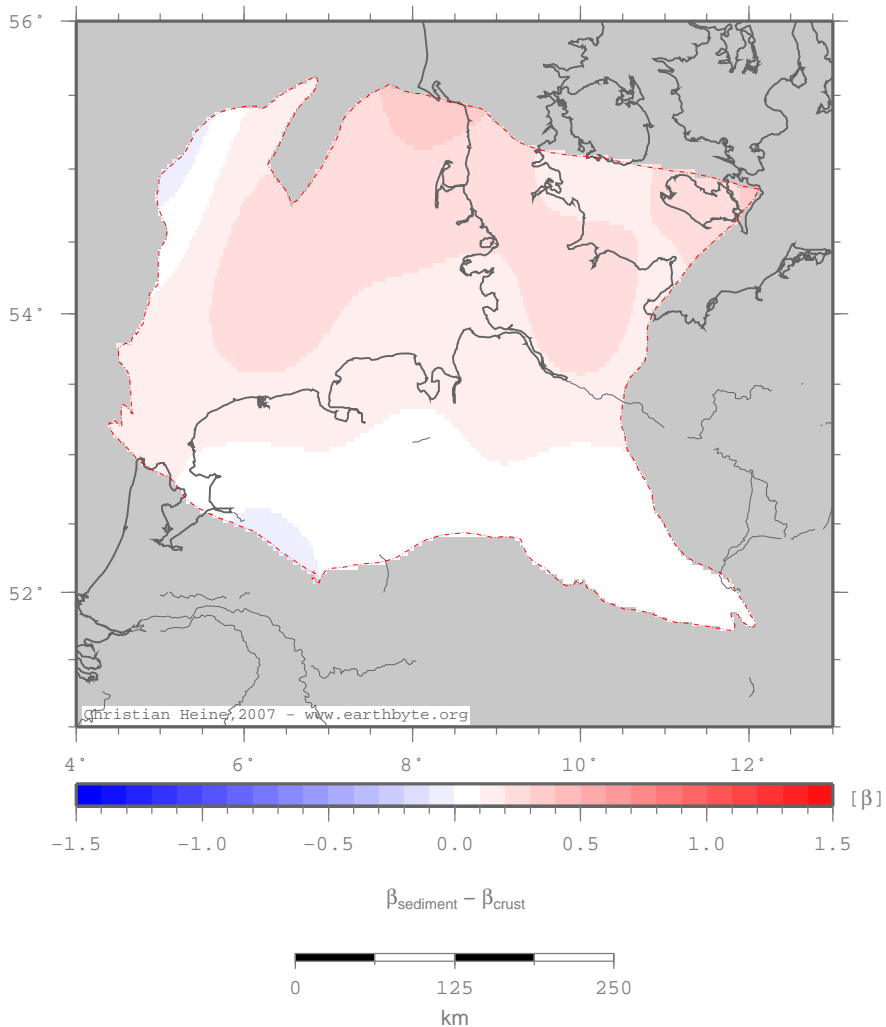 56°
54°
52°
Christian Heine,2007 - www.earthbyte.org
4° 6° 8° 10° 12°
[β]
-1.5 -1.0 -0.5 0.0 0.5 1.0 1.5
βsediment − βcrust
0 125 250
km